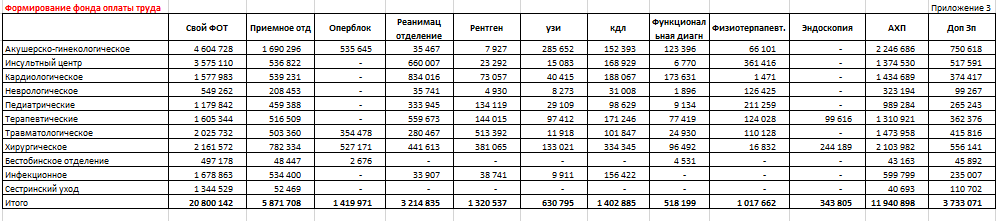 Формирование фонда оплаты труда Приложение 3
Свой ФОТ Приемное отд Оперблок Реанимац отделение Рентген узи кдл Функциональная диагн Физиотерапевт. Эндоскопия АХП Доп Зп
Акушерско-гинекологическое 4 604 728 1 690 296 535 645 35 467 7 927 285 652 152 393 123 396 66 101 - 2 246 686 750 618
Инсультный центр 3 575 110 536 822 - 660 007 23 292 15 083 168 929 6 770 361 416 - 1 374 530 517 591
Кардиологическое 1 577 983 539 231 - 834 016 73 057 40 415 188 067 173 631 1 471 - 1 434 689 374 417
Неврологическое 549 262 208 453 - 35 741 4 930 8 273 31 008 1 896 126 425 - 323 194 99 267
Педиатрические 1 179 842 459 388 - 333 945 134 119 29 109 98 629 9 134 211 259 - 989 284 265 243
Терапевтические 1 605 344 516 509 - 559 673 144 015 97 412 171 246 77 419 124 028 99 616 1 310 921 362 376
Травматологическое 2 025 732 503 360 354 478 280 467 513 392 11 918 101 847 24 930 110 128 - 1 473 958 415 816
Хирургическое 2 161 572 782 334 527 171 441 613 381 065 133 021 334 345 96 492 16 832 244 189 2 103 982 556 141
Бестобинское отделение 497 178 48 447 2 676 - - - - 4 531 - - 43 163 45 892
Инфекционное 1 678 863 534 400 - 33 907 38 741 9 911 156 422 - - - 599 799 235 007
Сестринский уход 1 344 529 52 469 - - - - - - - - 40 693 110 702
Итого 20 800 142 5 871 708 1 419 971 3 214 835 1 320 537 630 795 1 402 885 518 199 1 017 662 343 805 11 940 898 3 733 071